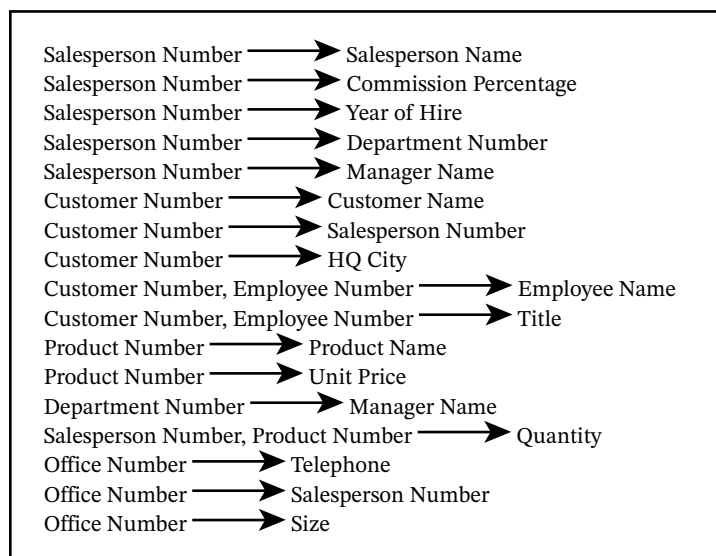 Salesperson Number → Salesperson Name
Salesperson Number → Commission Percentage
Salesperson Number → Year of Hire
Salesperson Number → Department Number
Salesperson Number → Manager Name
Customer Number → Customer Name
Customer Number → Salesperson Number
Customer Number → HQ City
Customer Number, Employee Number → Employee Name
Customer Number, Employee Number → Title
Product Number → Product Name
Product Number → Unit Price
Department Number → Manager Name
Salesperson Number, Product Number → Quantity
Office Number → Telephone
Office Number → Salesperson Number
Office Number → Size